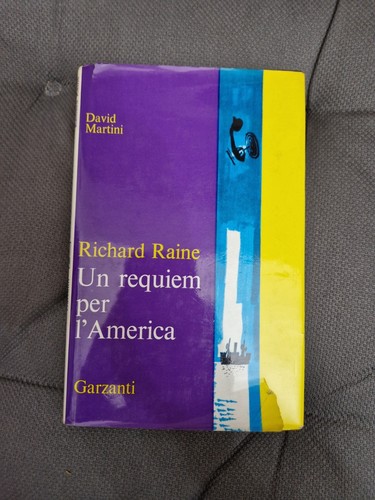 David
Martini
Richard Raine
Un requiem
per
l'America
Garzanti